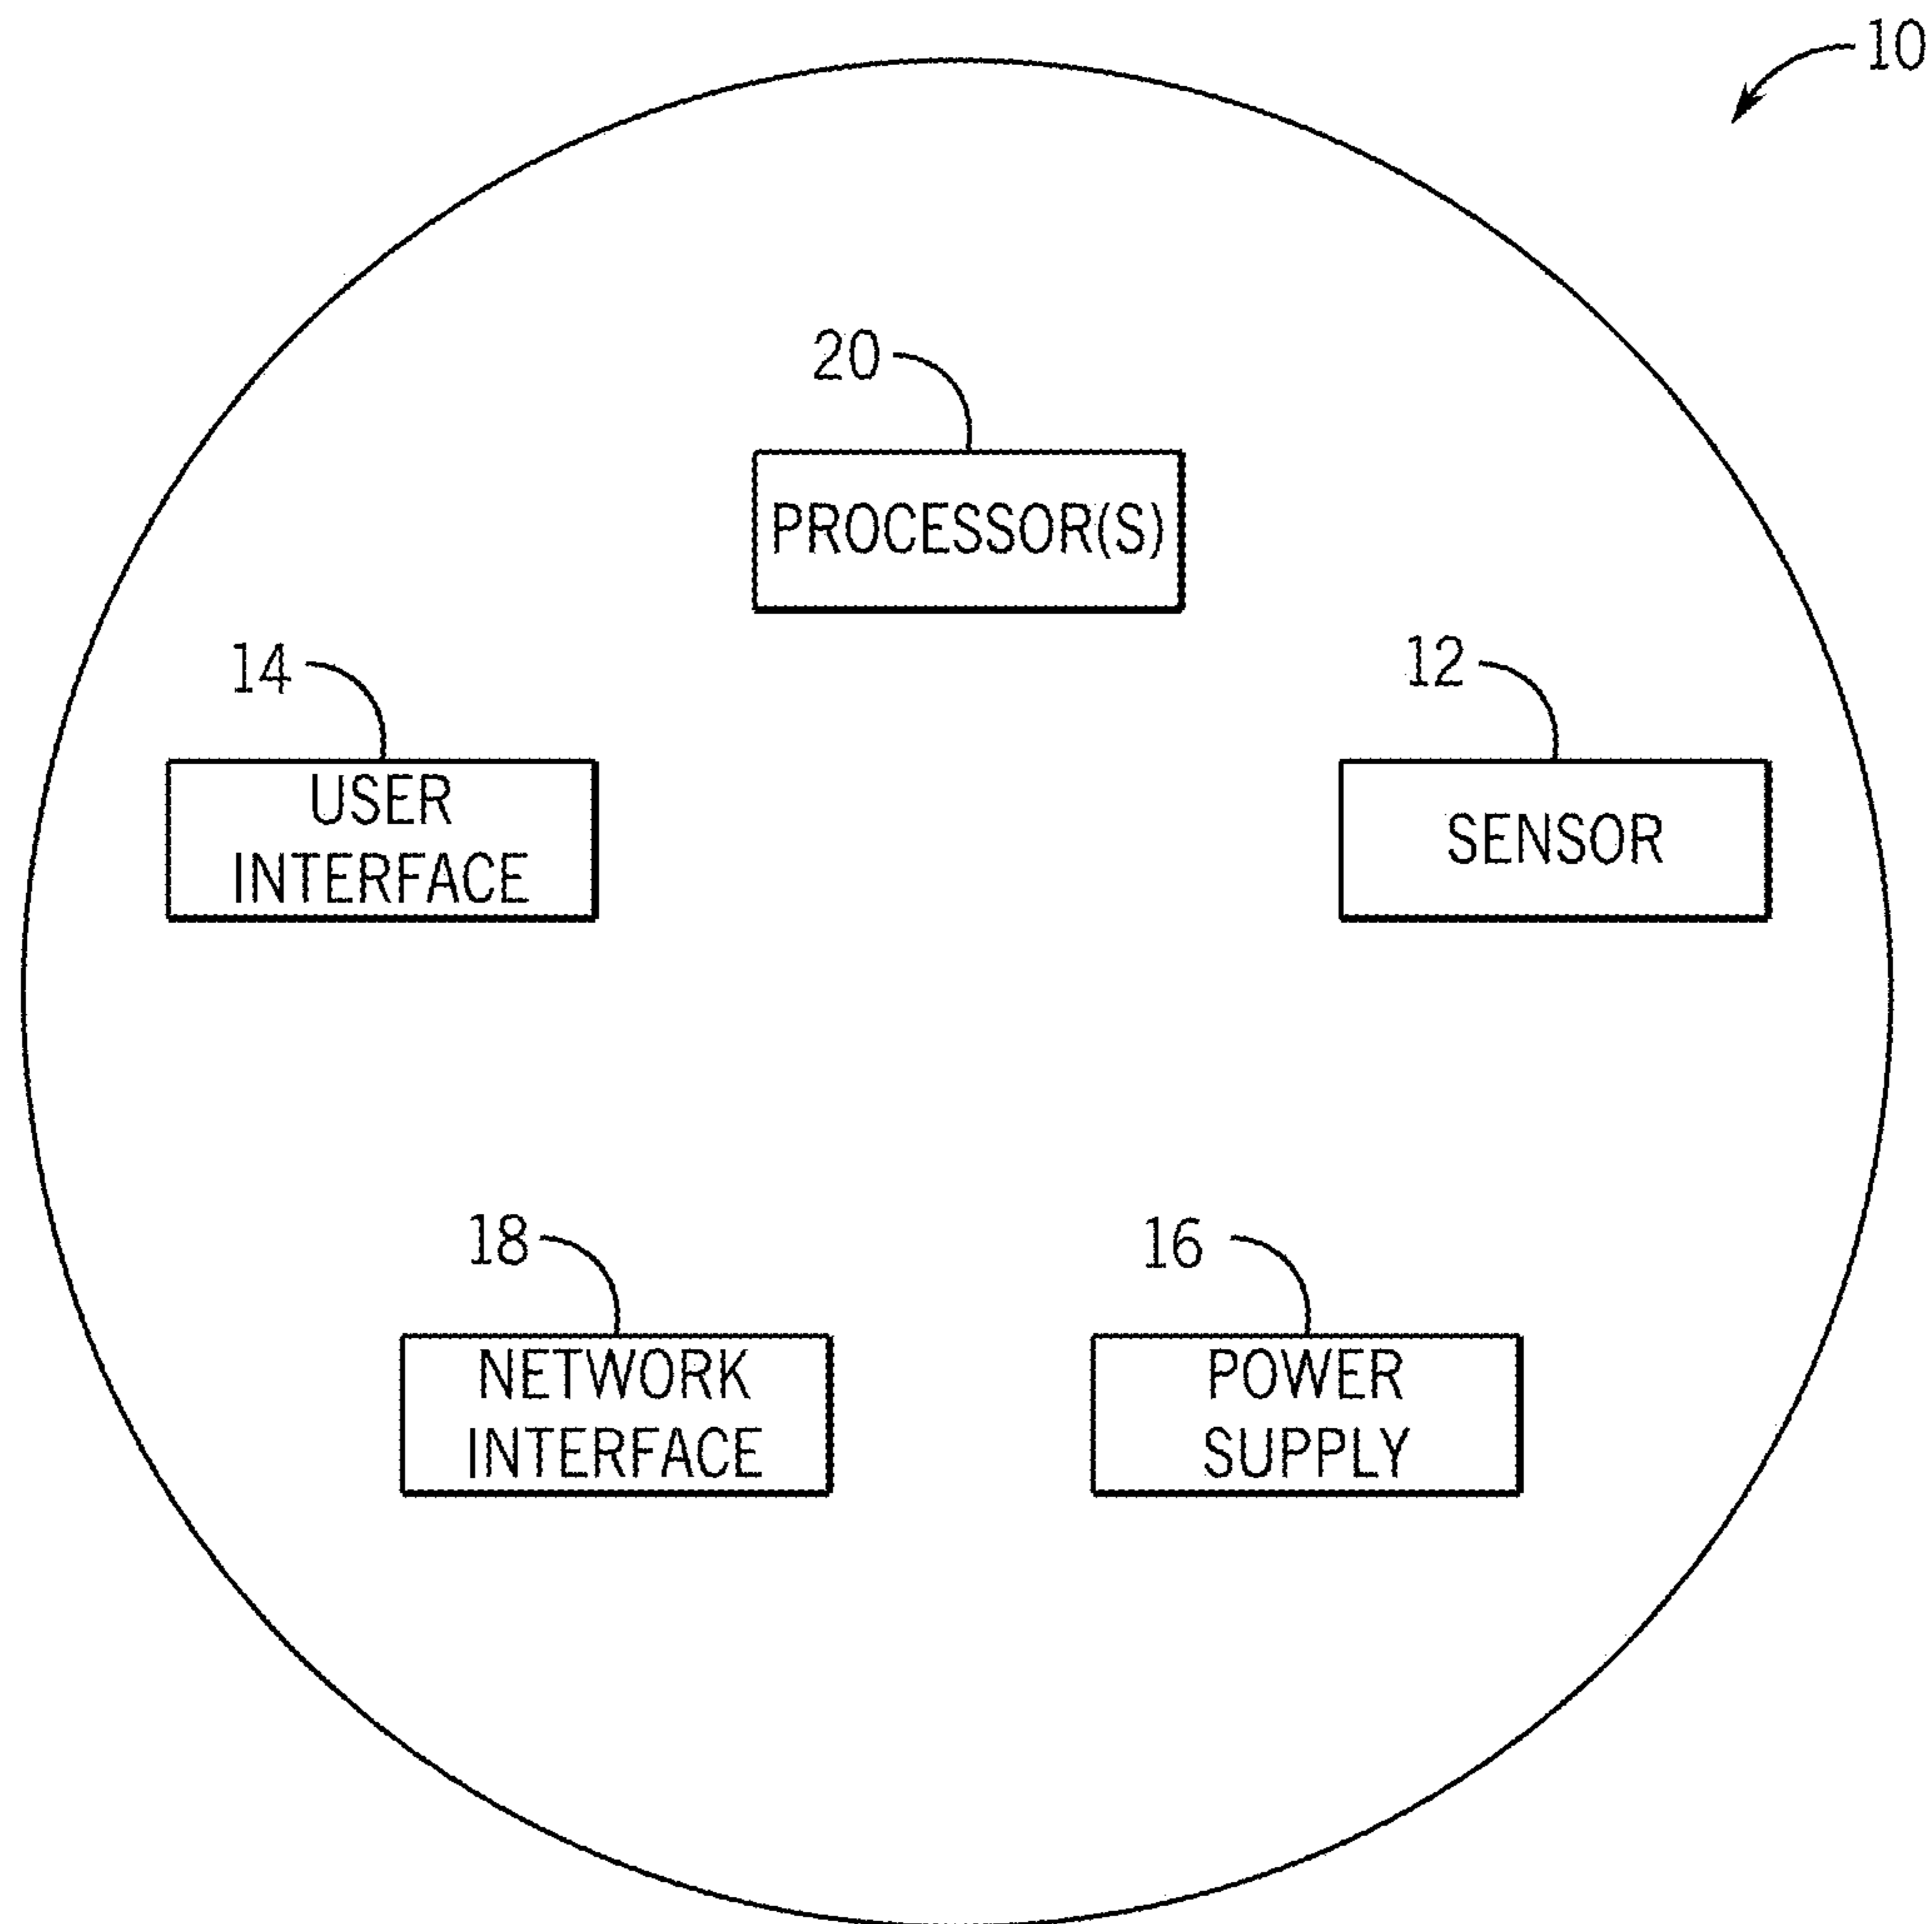 10
20
PROCESSOR(S)
14
USER
INTERFACE
12
SENSOR
18
NETWORK
INTERFACE
16
POWER
SUPPLY